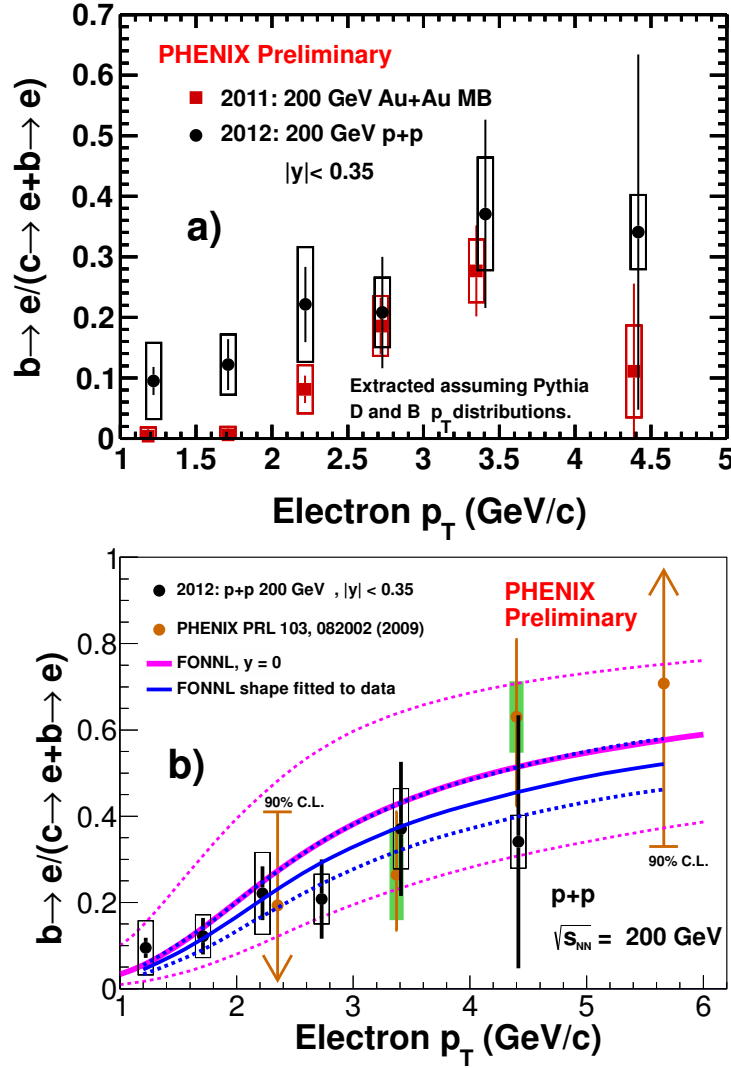 0.7
0.6
0.5
0.4
0.3
0.2
0.1
0
b→ e/(c→ e+b→ e)
PHENIX Preliminary
2011: 200 GeV Au+Au MB
2012: 200 GeV p+p
|y|< 0.35
a)
Extracted assuming Pythia
D and B p_T distributions.
1 1.5 2 2.5 3 3.5 4 4.5 5
Electron p_T (GeV/c)
1
0.8
0.6
0.4
0.2
0
b→ e/(c→ e+b→ e)
2012: p+p 200 GeV , |y| < 0.35
PHENIX PRL 103, 082002 (2009)
FONNL, y = 0
FONNL shape fitted to data
PHENIX
Preliminary
b)
90% C.L.
90% C.L.
p+p
√S_NN = 200 GeV
1 2 3 4 5 6
Electron p_T (GeV/c)